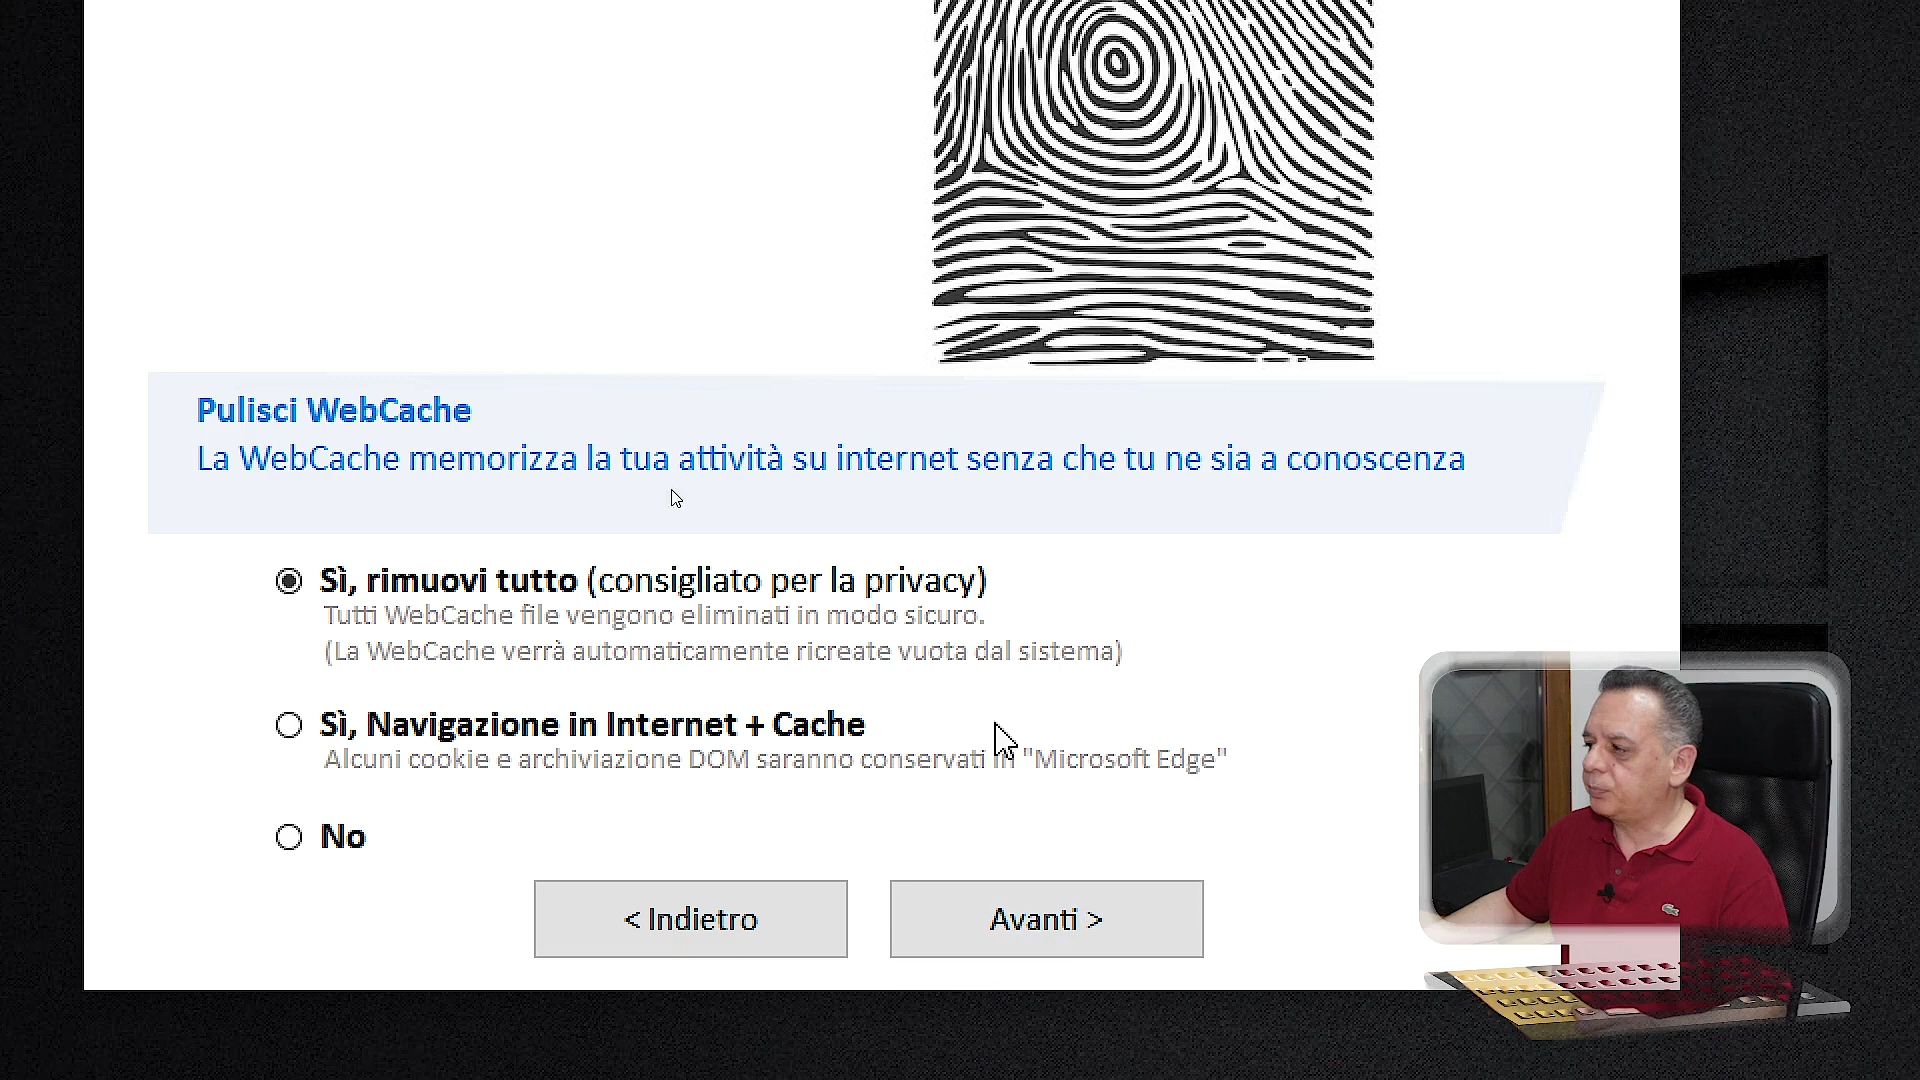 Pulisci WebCache
La WebCache memorizza la tua attività su internet senza che tu ne sia a conoscenza
Sì, rimuovi tutto (consigliato per la privacy)
Tutti WebCache file vengono eliminati in modo sicuro.
(La WebCache verrà automaticamente ricreate vuota dal sistema)
Sì, Navigazione in Internet + Cache
Alcuni cookie e archiviazione DOM saranno conservati in "Microsoft Edge"
No
< Indietro
Avanti >